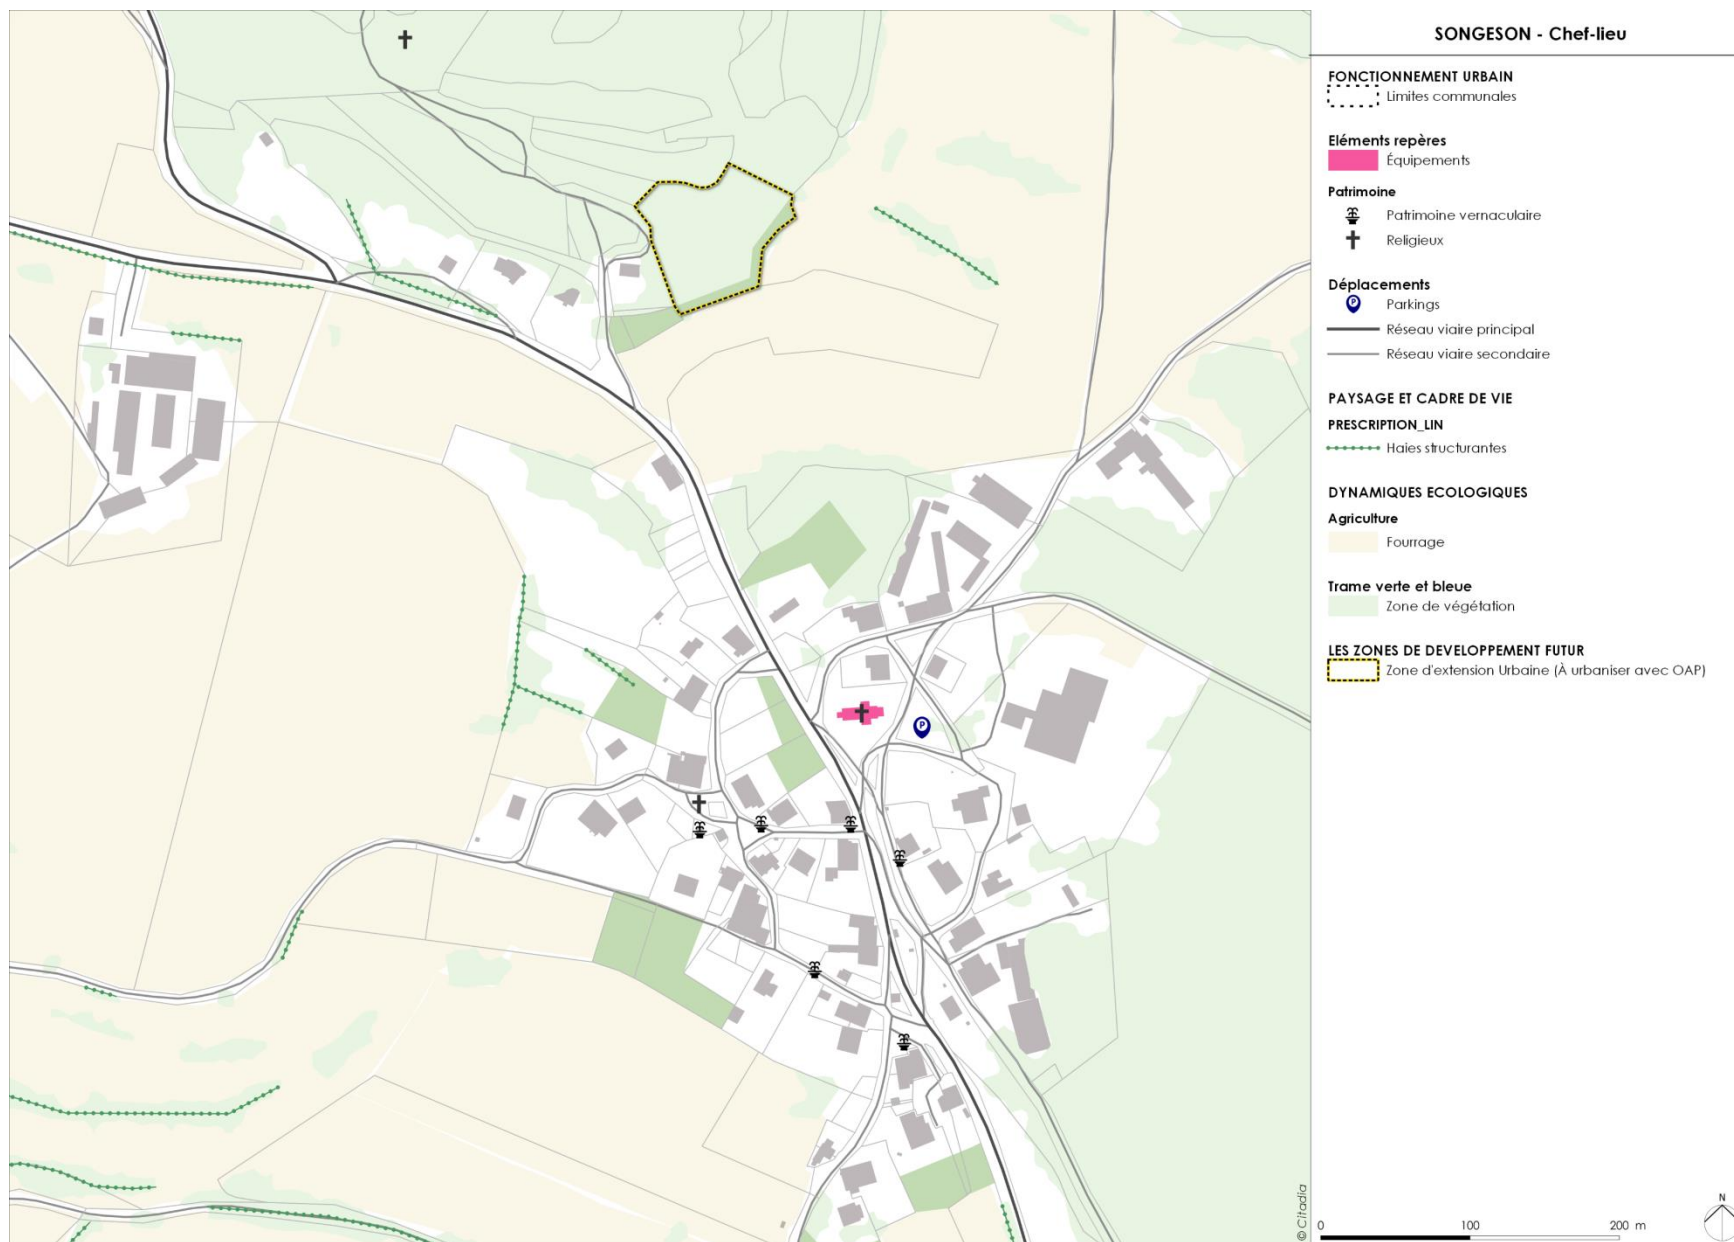 SONGESON - Chef-lieu
FONCTIONNEMENT URBAIN
Limites communales
Eléments repères
Équipements
Patrimoine
Patrimoine vernaculaire
Religieux
Déplacements
P
Parkings
Réseau viaire principal
Réseau viaire secondaire
PAYSAGE ET CADRE DE VIE
PRESCRIPTION_LIN
Haies structurantes
DYNAMIQUES ECOLOGIQUES
Agriculture
Fourrage
Trame verte et bleue
Zone de végétation
LES ZONES DE DEVELOPPEMENT FUTUR
Zone d'extension Urbaine (À urbaniser avec OAP)
P
© Citadia
0 100 200 m
N